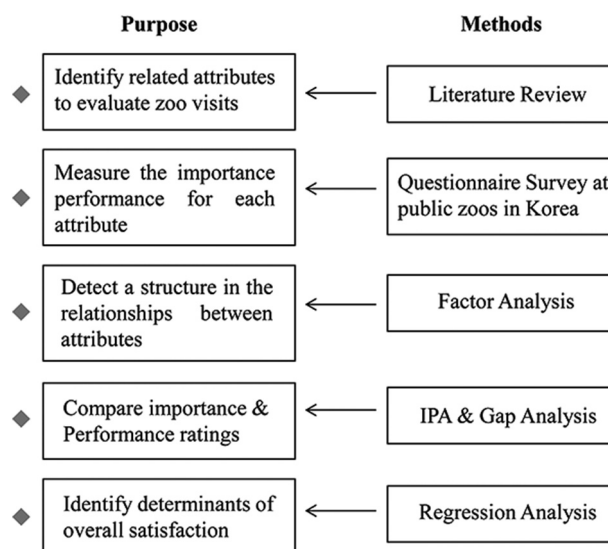 Purpose
Methods
Identify related attributes
to evaluate zoo visits
Literature Review
Measure the importance
performance for each
attribute
Questionnaire Survey at
public zoos in Korea
Detect a structure in the
relationships between
attributes
Factor Analysis
Compare importance &
Performance ratings
IPA & Gap Analysis
Identify determinants of
overall satisfaction
Regression Analysis